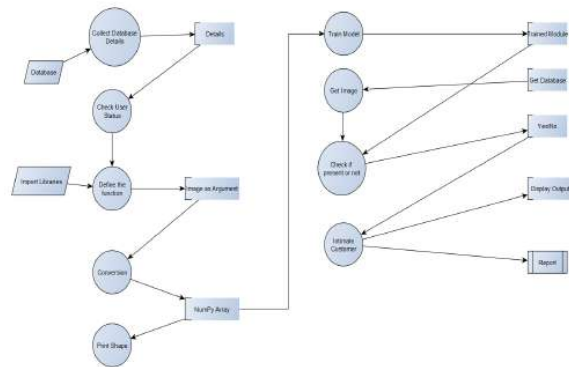 Collect Database
Details
Details
Database
Check User
Status
Import Libraries
Define the
function
Image as Argument
Conversion
NumPy Array
Print Shape
Train Model
Trained Module
Get Image
Get Database
Yes/No
Check if
present or not
Display Output
Intimate
Customer
Report